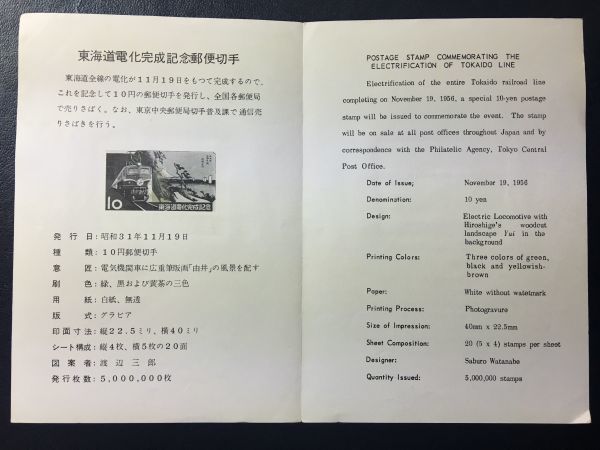 東海道電化完成記念郵便切手
東海道全線の電化が11月19日をもつて完成するので、
これを記念して10円の郵便切手を発行し、全国各郵便局
で売りさばく。なお、東京中央郵便局切手普及課で通信売
りさばきを行う。
10 東海道電化完成記念
発行日:昭和31年11月19日
種類:10円郵便切手
意匠:電気機関車に広重筆版画「由井」の風景を配す
刷色:緑、黒および黄茶の三色
用紙:白紙、無透
版式:グラビア
印面寸法:縦22.5ミリ、横40ミリ
シート構成:縦4枚、横5枚の20面
図案者:渡辺三郎
発行枚数:5,000,000枚
POSTAGE STAMP COMMEMORATING THE
ELECTRIFICATION OF TOKAIDO LINE
Electrification of the entire Tokaido railroad line
completing on November 19, 1956, a special 10-yen postage
stamp will be issued to commemorate the event. The stamp
will be on sale at all post offices throughout Japan and by
correspondence with the Philatelic Agency, Tokyo Central
Post Office.
Date of Issue; November 19, 1956
Denomination: 10 yen
Design: Electric Locomotive with
Hiroshige's woodcut
landscape Yui in the
background
Printing Colors: Three colors of green,
black and yellowish-
brown
Paper: White without watetmark
Printing Process: Photogravure
Size of Impression: 40mm x 22.5mm
Sheet Composition: 20 (5 x 4) stamps per sheet
Designer: Saburo Watanabe
Quantity Issued: 5,000,000 stamps